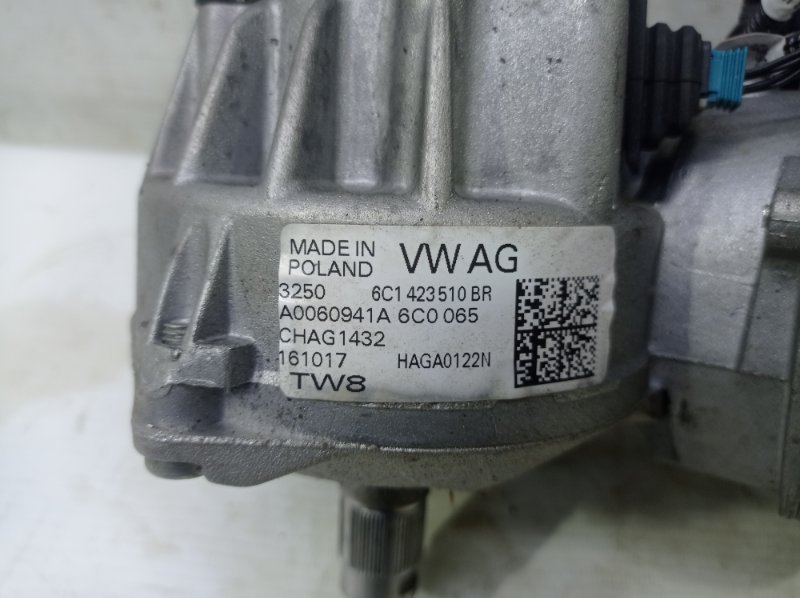 MADE IN VW AG
POLAND
3250 6C1 423 510 BR
A0060941A 6C0 065
CHAG1432
161017 HAGA0122N
TW8